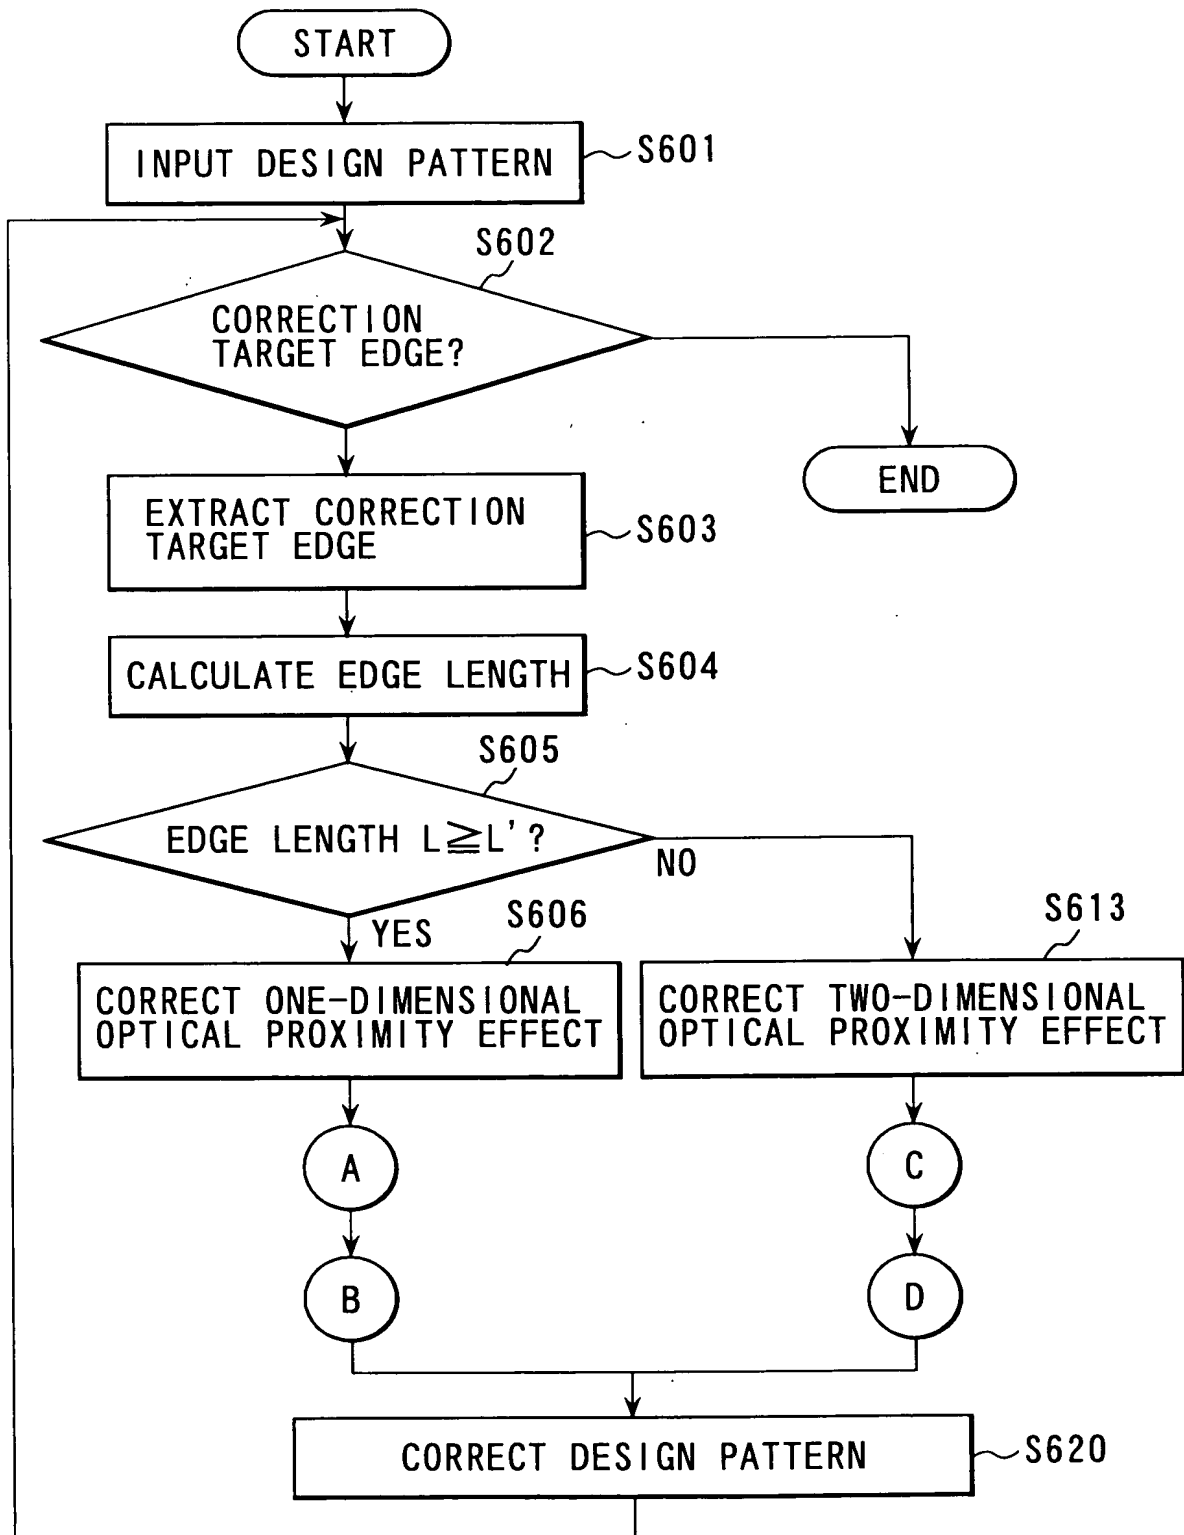 START
INPUT DESIGN PATTERN
S601
S602
CORRECTION
TARGET EDGE?
END
EXTRACT CORRECTION
TARGET EDGE
S603
CALCULATE EDGE LENGTH
S604
S605
EDGE LENGTH L≧L'?
NO
YES
S606
S613
CORRECT ONE-DIMENSIONAL
OPTICAL PROXIMITY EFFECT
CORRECT TWO-DIMENSIONAL
OPTICAL PROXIMITY EFFECT
A
C
B
D
CORRECT DESIGN PATTERN
S620